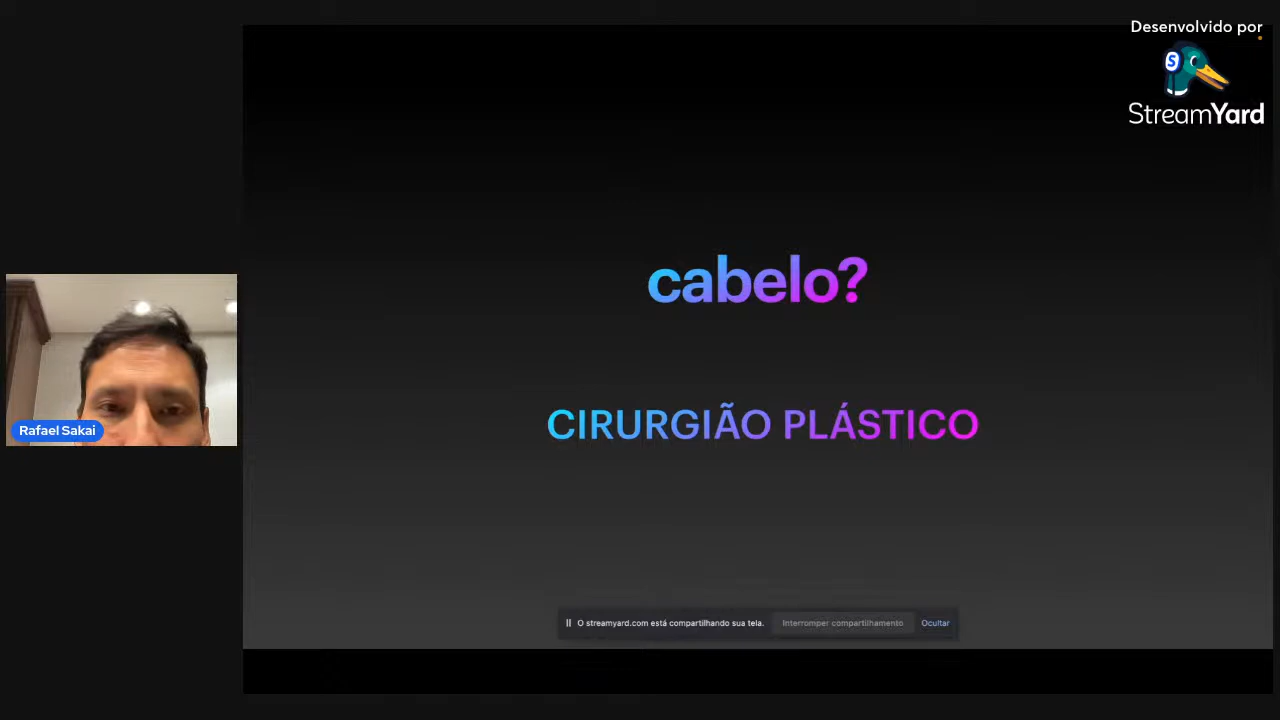 Desenvolvido por
S
StreamYard
cabelo?
CIRURGIÃO PLÁSTICO
Rafael Sakai
O streamyard.com está compartilhando sua tela. Interromper compartilhamento Ocultar